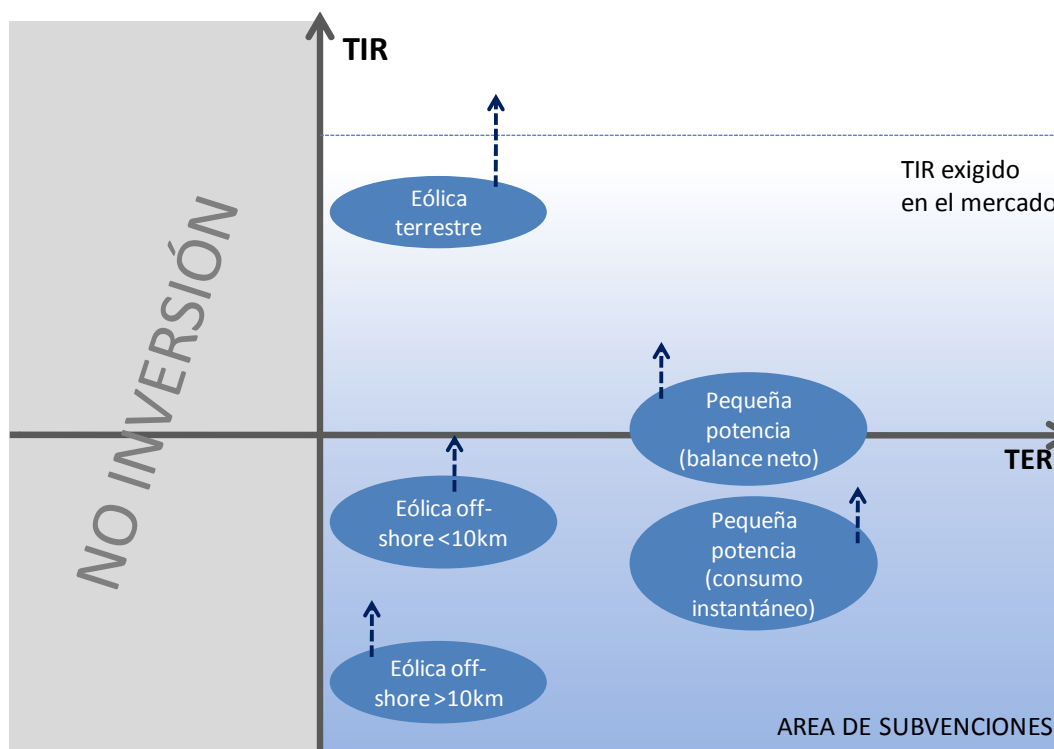 TIR
TIR exigido
en el mercado
Eólica
terrestre
NO INVERSIÓN
Pequeña
potencia
(balance neto)
TER
Eólica off-
shore <10km
Pequeña
potencia
(consumo
instantáneo)
Eólica off-
shore >10km
AREA DE SUBVENCIONES